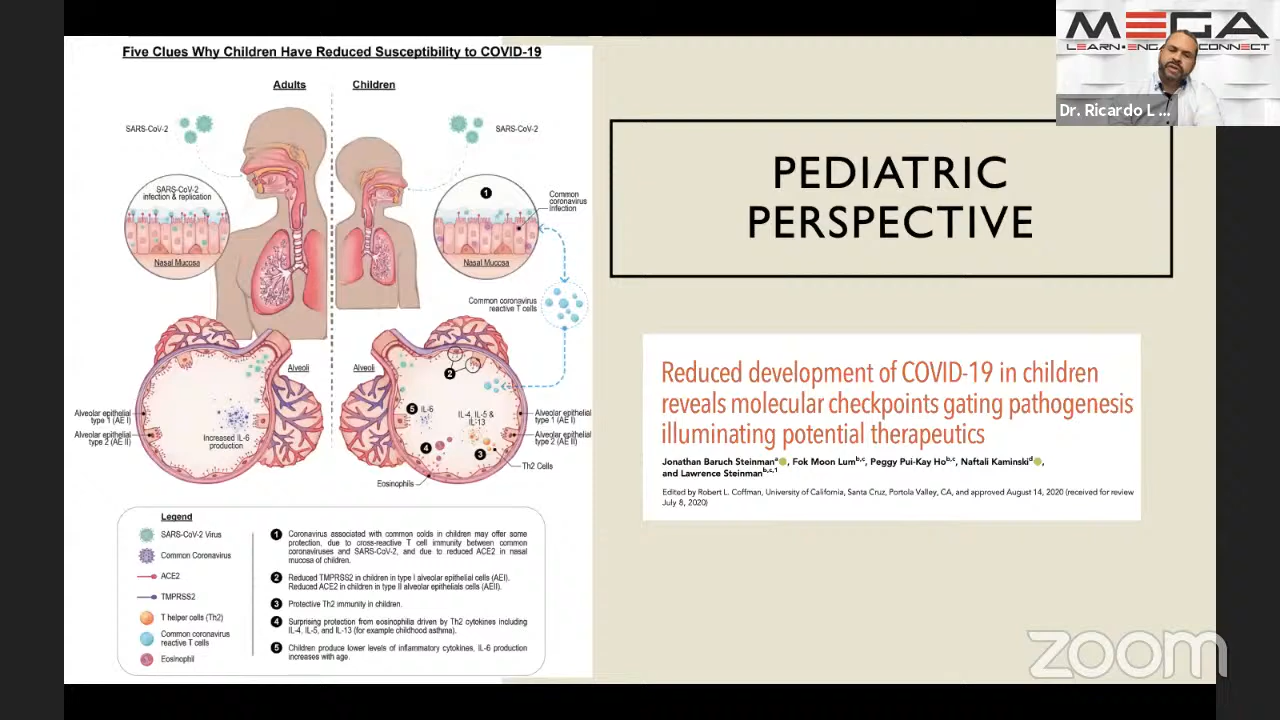 Five Clues Why Children Have Reduced Susceptibility to COVID-19
Adults
Children
SARS-CoV-2
SARS-CoV-2
SARS-CoV-2
infection & replication
Nasal Mucosa
1
Common
coronavirus
infection
Nasal Mucosa
Common coronavirus
reactive T cells
Alveoli
Alveoli
2
Alveolar epithelial
type 1 (AE I)
Alveolar epithelial
type 2 (AE II)
Increased IL-6
production
5 IL-6
IL-4, IL-5 &
IL-13
4
3
Alveolar epithelial
type 1 (AE I)
Alveolar epithelial
type 2 (AE II)
Th2 Cells
Eosinophils
Legend
SARS-CoV-2 Virus
Common Coronavirus
ACE2
TMPRSS2
T helper cells (Th2)
Common coronavirus
reactive T cells
Eosinophil
1 Coronavirus associated with common colds in children may offer some
protection, due to cross-reactive T cell immunity between common
coronaviruses and SARS-CoV-2, and due to reduced ACE2 in nasal
mucosa of children.
2 Reduced TMPRSS2 in children in type I alveolar epithelial cells (AEI).
Reduced ACE2 in children in type II alveolar epithelials cells (AEII).
3 Protective Th2 immunity in children.
4 Surprising protection from eosinophilia driven by Th2 cytokines including
IL-4, IL-5, and IL-13 (for example childhood asthma).
5 Children produce lower levels of inflammatory cytokines, IL-6 production
increases with age.
PEDIATRIC
PERSPECTIVE
Reduced development of COVID-19 in children
reveals molecular checkpoints gating pathogenesis
illuminating potential therapeutics
Jonathan Baruch Steinman a, Fok Moon Lum b,c, Peggy Pui-Kay Ho b,c, Naftali Kaminski d,
and Lawrence Steinman b,c,1
Edited by Robert L. Coffman, University of California, Santa Cruz, Portola Valley, CA, and approved August 14, 2020 (received for review
July 8, 2020)
MEGA
LEARN•ENGA CONNECT
Dr. Ricardo L ...
zoom